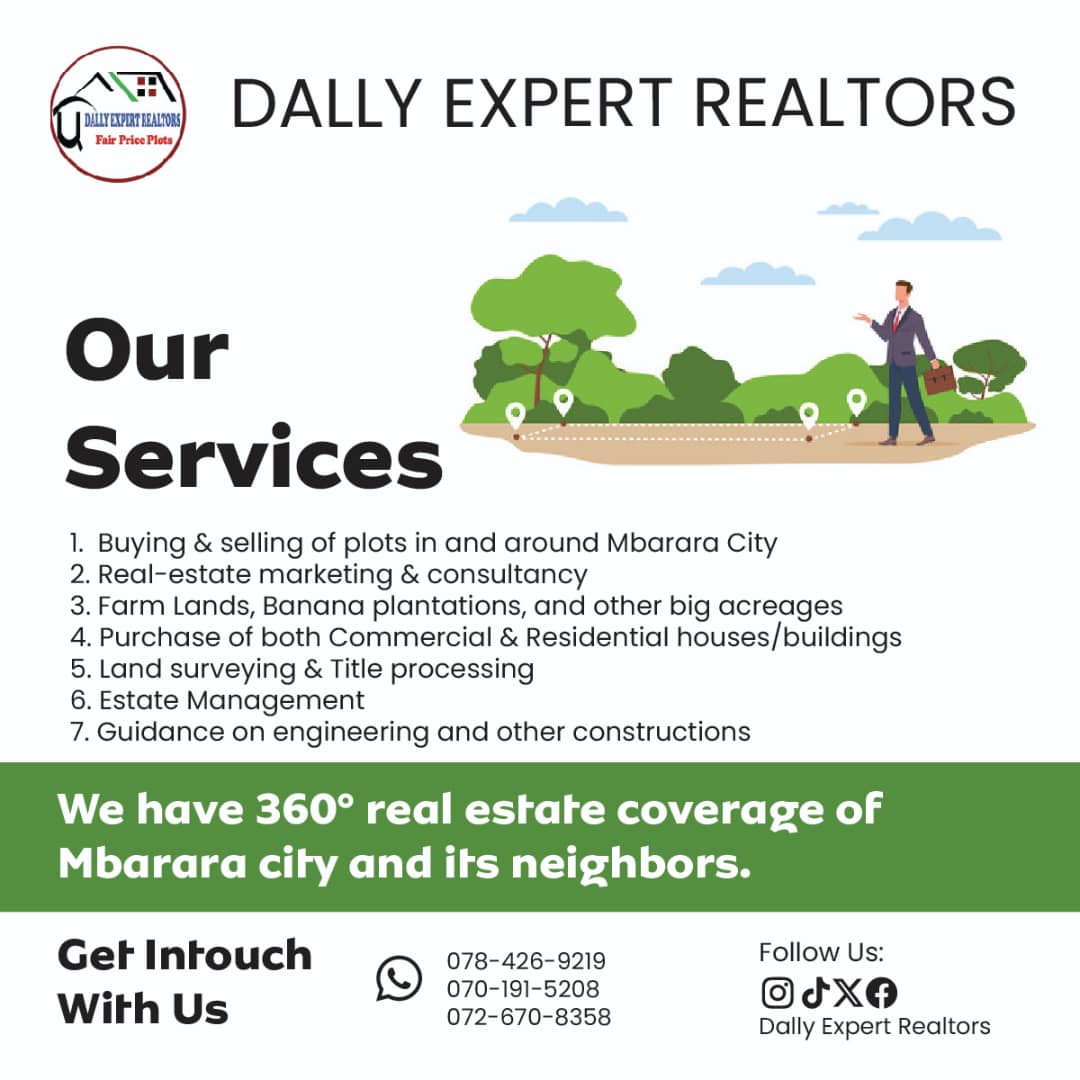 DALLY EXPERT REALTORS
Fair Price Plots
DALLY EXPERT REALTORS
Our
Services
1. Buying & selling of plots in and around Mbarara City
2. Real-estate marketing & consultancy
3. Farm Lands, Banana plantations, and other big acreages
4. Purchase of both Commercial & Residential houses/buildings
5. Land surveying & Title processing
6. Estate Management
7. Guidance on engineering and other constructions
We have 360° real estate coverage of
Mbarara city and its neighbors.
Get Intouch
With Us
078-426-9219
070-191-5208
072-670-8358
Follow Us:
Dally Expert Realtors